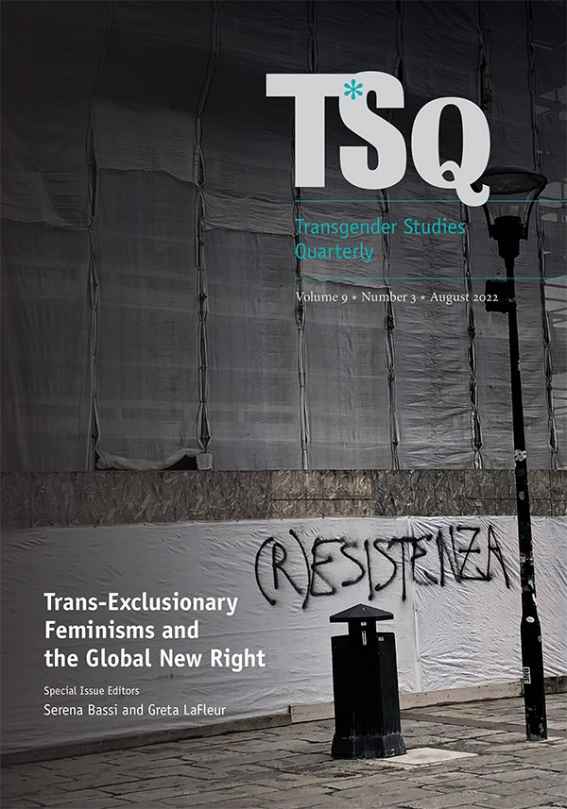 T*SQ
Transgender Studies
Quarterly
Volume 9 * Number 3 * August 2022
(R)ESISTENZA
Trans-Exclusionary
Feminisms and
the Global New Right
Special Issue Editors
Serena Bassi and Greta LaFleur